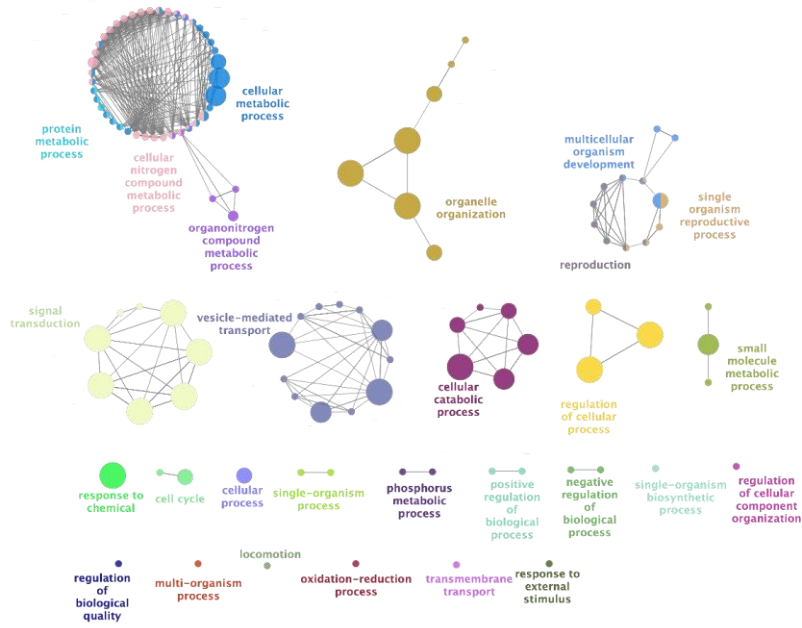 cellular
metabolic
process
protein
metabolic
process
cellular
nitrogen
compound
metabolic
process
organonitrogen
compound
metabolic
process
organelle
organization
multicellular
organism
development
single
organism
reproductive
process
reproduction
signal
transduction
vesicle-mediated
transport
cellular
catabolic
process
regulation
of cellular
process
small
molecule
metabolic
process
response to
chemical
cell cycle
cellular
process
single-organism
process
phosphorus
metabolic
process
positive
regulation
of
biological
process
negative
regulation
of
biological
process
single-organism
biosynthetic
process
regulation
of cellular
component
organization
regulation
of
biological
quality
multi-organism
process
locomotion
oxidation-reduction
process
transmembrane
transport
response to
external
stimulus